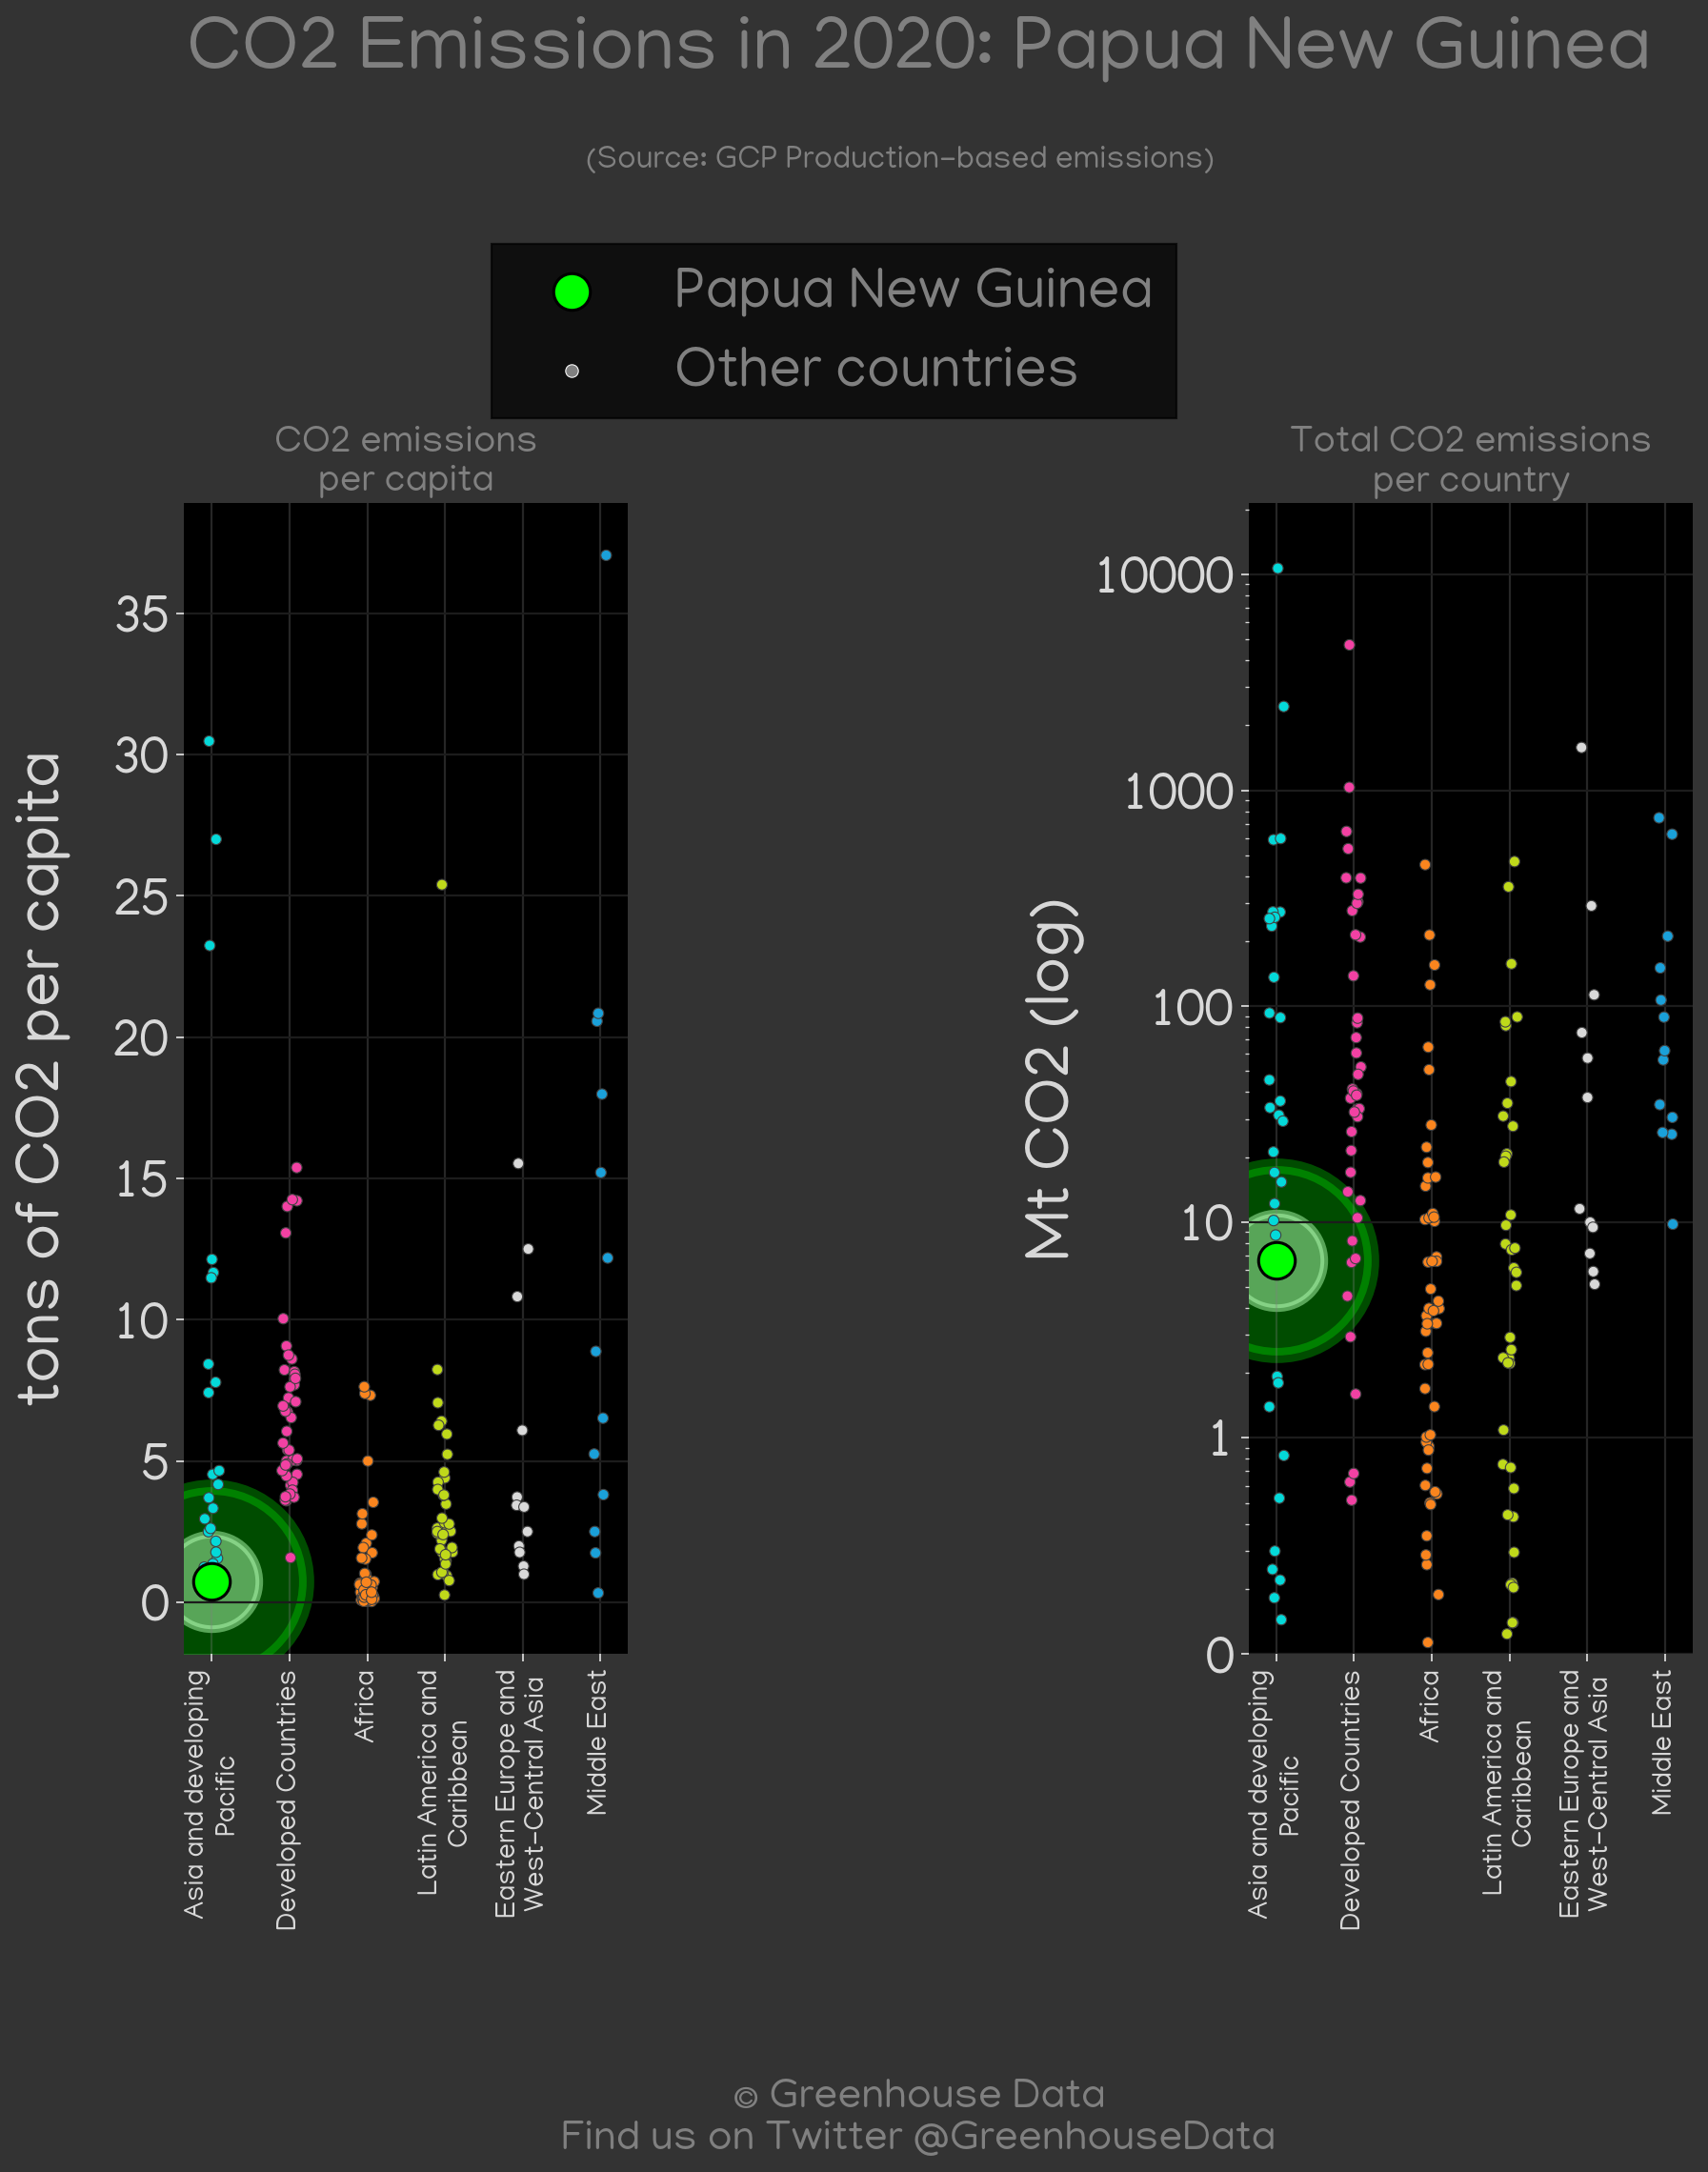 CO2 Emissions in 2020: Papua New Guinea
(Source: GCP Production-based emissions)
Papua New Guinea
Other countries
CO2 emissions
per capita
tons of CO2 per capita
35
30
25
20
15
10
5
0
Asia and developing
Pacific
Developed Countries
Africa
Latin America and
Caribbean
Eastern Europe and
West-Central Asia
Middle East
Total CO2 emissions
per country
Mt CO2 (log)
10000
1000
100
10
1
0
Asia and developing
Pacific
Developed Countries
Africa
Latin America and
Caribbean
Eastern Europe and
West-Central Asia
Middle East
© Greenhouse Data
Find us on Twitter @GreenhouseData